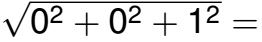 √0² + 0² + 1² =